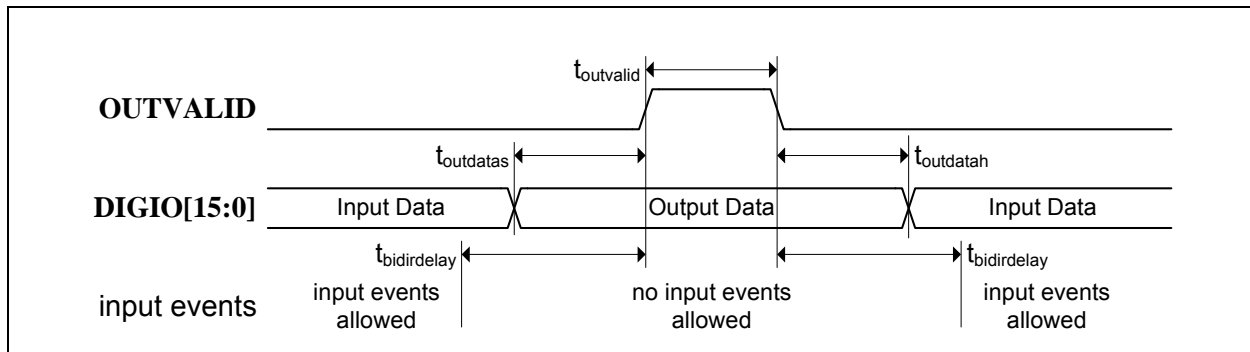 t_outvalid
OUTVALID
t_outdatas
t_outdatah
DIGIO[15:0]
Input Data
Output Data
Input Data
t_bidirdelay
t_bidirdelay
input events
input events
allowed
no input events
allowed
input events
allowed